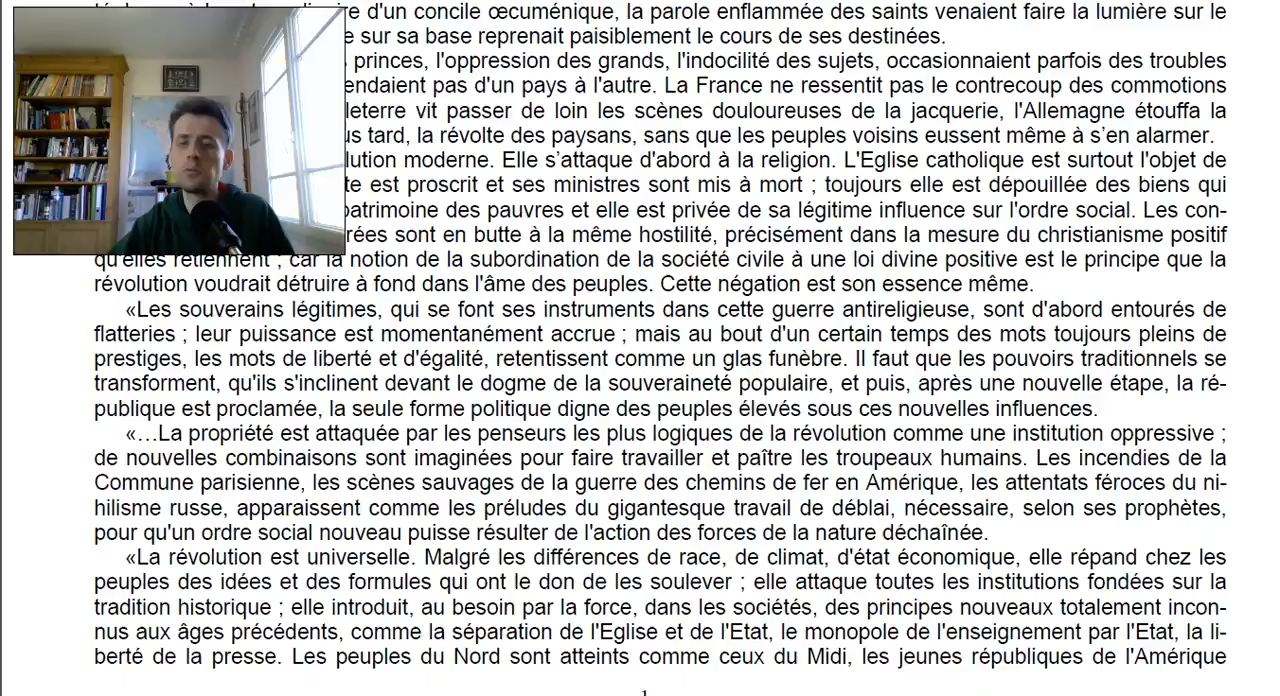 d'un concile œcuménique, la parole enflammée des saints venaient faire la lumière sur le
sur sa base reprenait paisiblement le cours de ses destinées.
princes, l'oppression des grands, l'indocilité des sujets, occasionnaient parfois des troubles
endaient pas d'un pays à l'autre. La France ne ressentit pas le contrecoup des commotions
leterre vit passer de loin les scènes douloureuses de la jacquerie, l'Allemagne étouffa la
us tard, la révolte des paysans, sans que les peuples voisins eussent même à s’en alarmer.
lution moderne. Elle s’attaque d'abord à la religion. L'Eglise catholique est surtout l'objet de
te est proscrit et ses ministres sont mis à mort ; toujours elle est dépouillée des biens qui
patrimoine des pauvres et elle est privée de sa légitime influence sur l'ordre social. Les con-
rées sont en butte à la même hostilité, précisément dans la mesure du christianisme positif
qu'elles retiennent ; car la notion de la subordination de la société civile à une loi divine positive est le principe que la
révolution voudrait détruire à fond dans l'âme des peuples. Cette négation est son essence même.
«Les souverains légitimes, qui se font ses instruments dans cette guerre antireligieuse, sont d'abord entourés de
flatteries ; leur puissance est momentanément accrue ; mais au bout d'un certain temps des mots toujours pleins de
prestiges, les mots de liberté et d'égalité, retentissent comme un glas funèbre. Il faut que les pouvoirs traditionnels se
transforment, qu'ils s'inclinent devant le dogme de la souveraineté populaire, et puis, après une nouvelle étape, la ré-
publique est proclamée, la seule forme politique digne des peuples élevés sous ces nouvelles influences.
«…La propriété est attaquée par les penseurs les plus logiques de la révolution comme une institution oppressive ;
de nouvelles combinaisons sont imaginées pour faire travailler et paître les troupeaux humains. Les incendies de la
Commune parisienne, les scènes sauvages de la guerre des chemins de fer en Amérique, les attentats féroces du ni-
hilisme russe, apparaissent comme les préludes du gigantesque travail de déblai, nécessaire, selon ses prophètes,
pour qu'un ordre social nouveau puisse résulter de l'action des forces de la nature déchaînée.
«La révolution est universelle. Malgré les différences de race, de climat, d'état économique, elle répand chez les
peuples des idées et des formules qui ont le don de les soulever ; elle attaque toutes les institutions fondées sur la
tradition historique ; elle introduit, au besoin par la force, dans les sociétés, des principes nouveaux totalement incon-
nus aux âges précédents, comme la séparation de l'Eglise et de l'Etat, le monopole de l'enseignement par l'Etat, la li-
berté de la presse. Les peuples du Nord sont atteints comme ceux du Midi, les jeunes républiques de l'Amérique